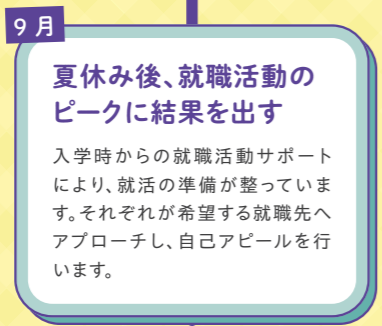 9月
夏休み後、就職活動の
ピークに結果を出す
入学時からの就職活動サポート
により、就活の準備が整っていま
す。それぞれが希望する就職先へ
アプローチし、自己アピールを行
います。